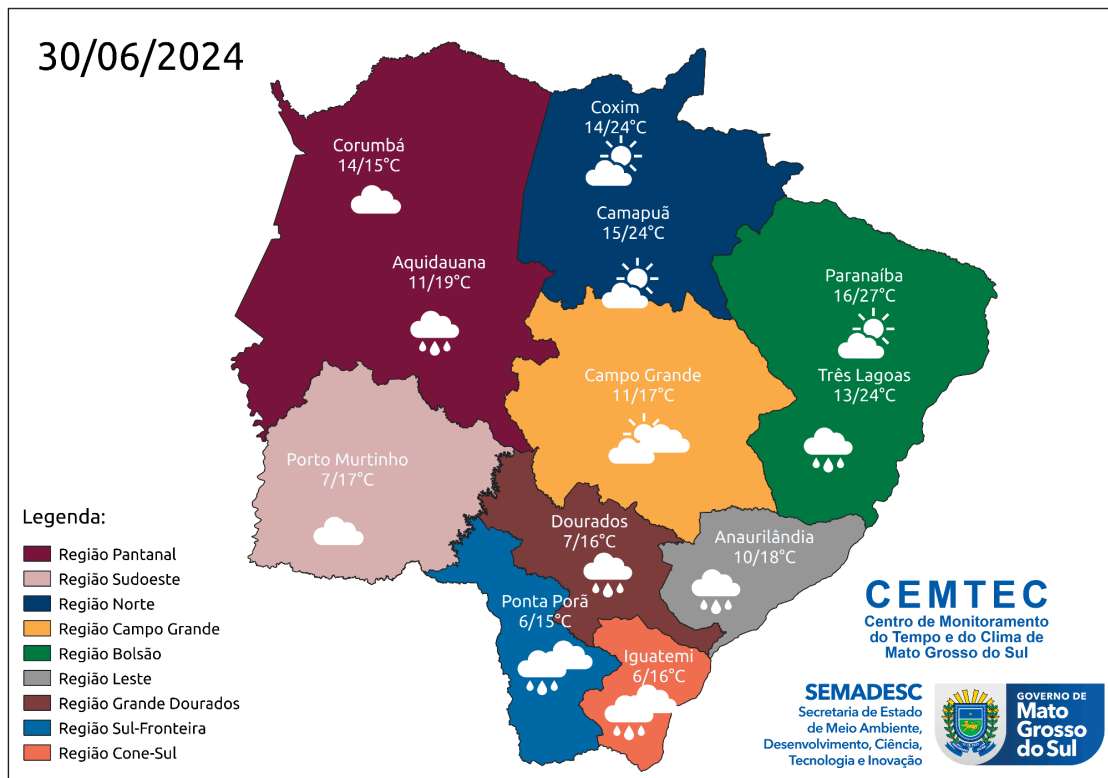 30/06/2024
Coxim
14/24°C
Corumbá
14/15°C
Camapuã
15/24°C
Aquidauana
11/19°C
Paranaíba
16/27°C
Campo Grande
11/17°C
Três Lagoas
13/24°C
Porto Murtinho
7/17°C
Dourados
7/16°C
Anaurilândia
10/18°C
Ponta Porã
6/15°C
Iguatemi
6/16°C
Legenda:
Região Pantanal
Região Sudoeste
Região Norte
Região Campo Grande
Região Bolsão
Região Leste
Região Grande Dourados
Região Sul-Fronteira
Região Cone-Sul
CEMTEC
Centro de Monitoramento
do Tempo e do Clima de
Mato Grosso do Sul
SEMADESC
Secretaria de Estado
de Meio Ambiente,
Desenvolvimento, Ciência,
Tecnologia e Inovação
GOVERNO DE
Mato
Grosso
do Sul